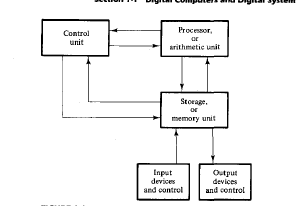 Section 1-1 Digital Computers and Digital System
Control
unit
Processor,
or
arithmetic unit
Storage,
or
memory unit
Input
devices
and control
Output
devices
and control